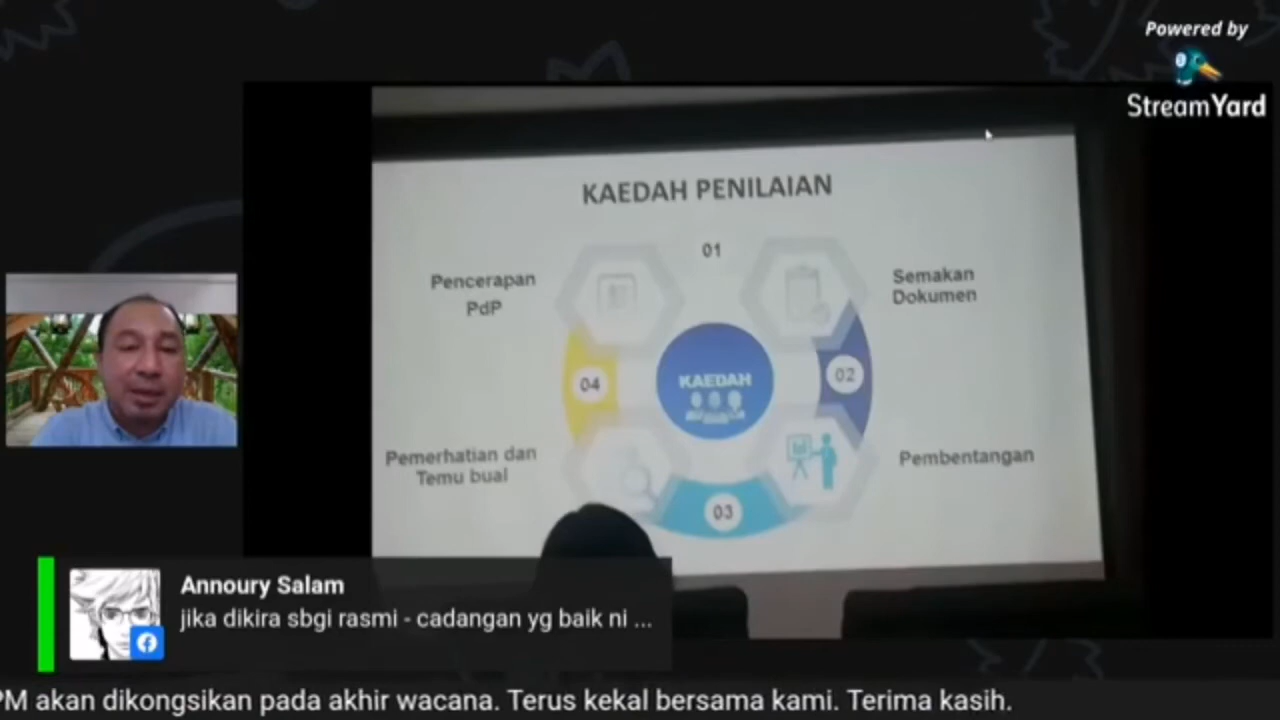 Powered by
StreamYard
KAEDAH PENILAIAN
01
Pencerapan
PdP
Semakan
Dokumen
04
KAEDAH
02
Pemerhatian dan
Temu bual
Pembentangan
03
Annoury Salam
jika dikira sbgi rasmi - cadangan yg baik ni ...
PM akan dikongsikan pada akhir wacana. Terus kekal bersama kami. Terima kasih.